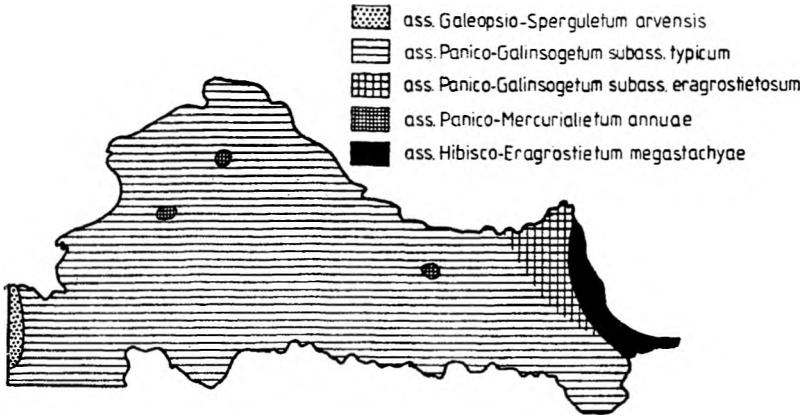 ass. Galeopsio-Sperguletum arvensis
ass. Panico-Galinsogetum subass. typicum
ass. Panico-Galinsogetum subass. eragrostietosum
ass. Panico-Mercurialietum annuae
ass. Hibisco-Eragrostietum megastachyae